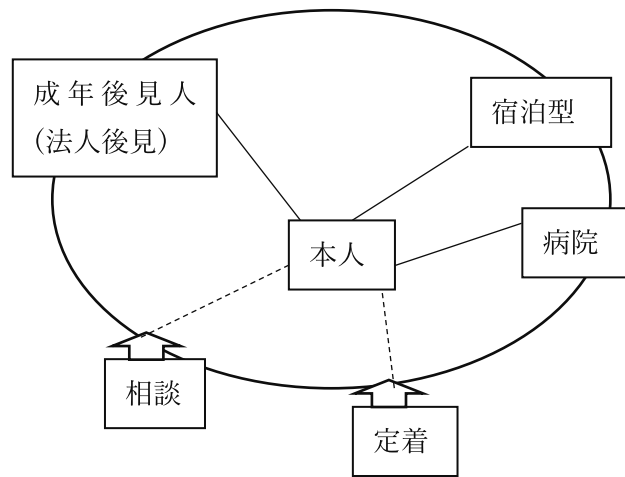 成年後見人
(法人後見)
宿泊型
病院
本人
相談
定着